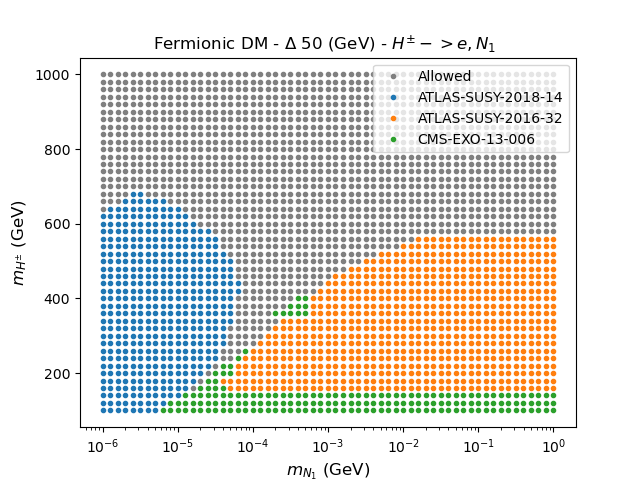 Fermionic DM - Δ 50 (GeV) - $H^{\pm} -> e, N_1$
Allowed
ATLAS-SUSY-2018-14
ATLAS-SUSY-2016-32
CMS-EXO-13-006
1000
800
600
400
200
$m_{H^{\pm}}$ (GeV)
$10^{-6}$ $10^{-5}$ $10^{-4}$ $10^{-3}$ $10^{-2}$ $10^{-1}$ $10^{0}$
$m_{N_1}$ (GeV)